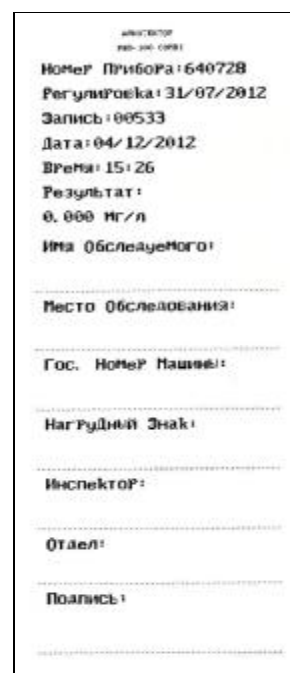 Номер Прибора:640728
Регулировка:31/07/2012
Запись:00533
Дата:04/12/2012
Время:15:26
Результат:
0.000 мг/л
Имя Обследуемого:
Место Обследования:
Гос. Номер Машины:
Нагрудный Знак:
Инспектор:
Отдел:
Подпись: